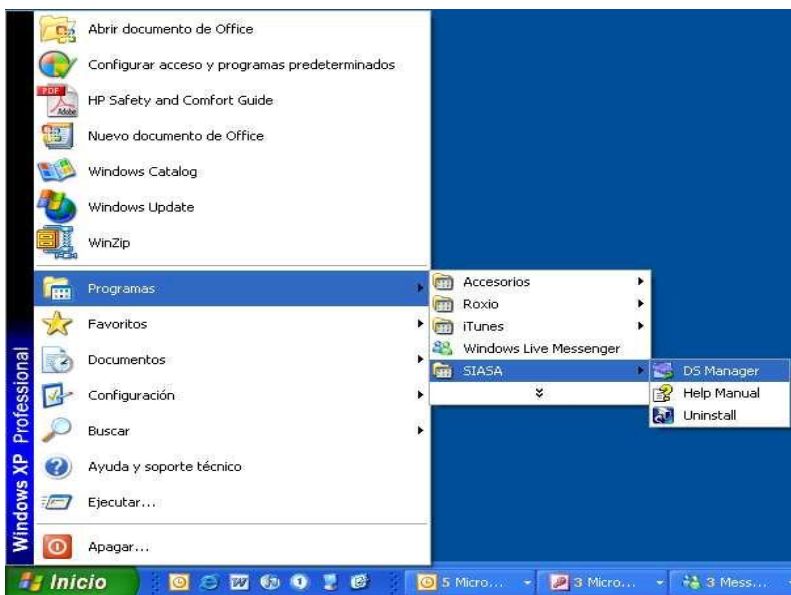 Abrir documento de Office
Configurar acceso y programas predeterminados
PDF
Adobe
HP Safety and Comfort Guide
Nuevo documento de Office
Windows Catalog
Windows Update
WinZip
Programas
Favoritos
Documentos
Configuración
Buscar
Ayuda y soporte técnico
Ejecutar...
Apagar...
Windows XP Professional
Accesorios
Roxio
iTunes
Windows Live Messenger
SIASA
DS Manager
Help Manual
Uninstall
Inicio
5 Micro...
3 Micro...
3 Mess...